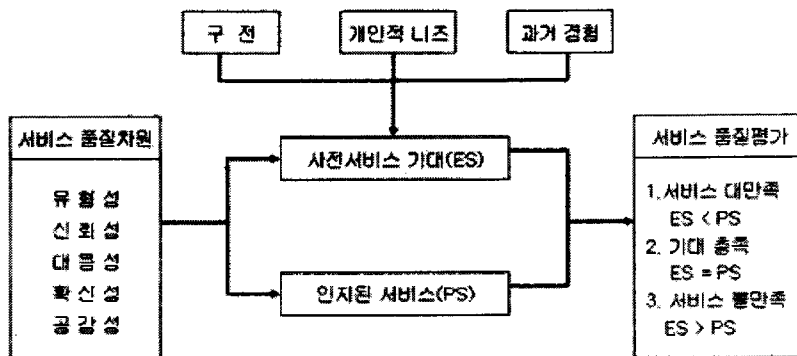 구 전
개인적 니즈
과거 경험
서비스 품질차원
유형성
신뢰성
대응성
확신성
공감성
사전서비스 기대(ES)
인지된 서비스(PS)
서비스 품질평가
1. 서비스 대만족
ES < PS
2. 기대 충족
ES = PS
3. 서비스 불만족
ES > PS